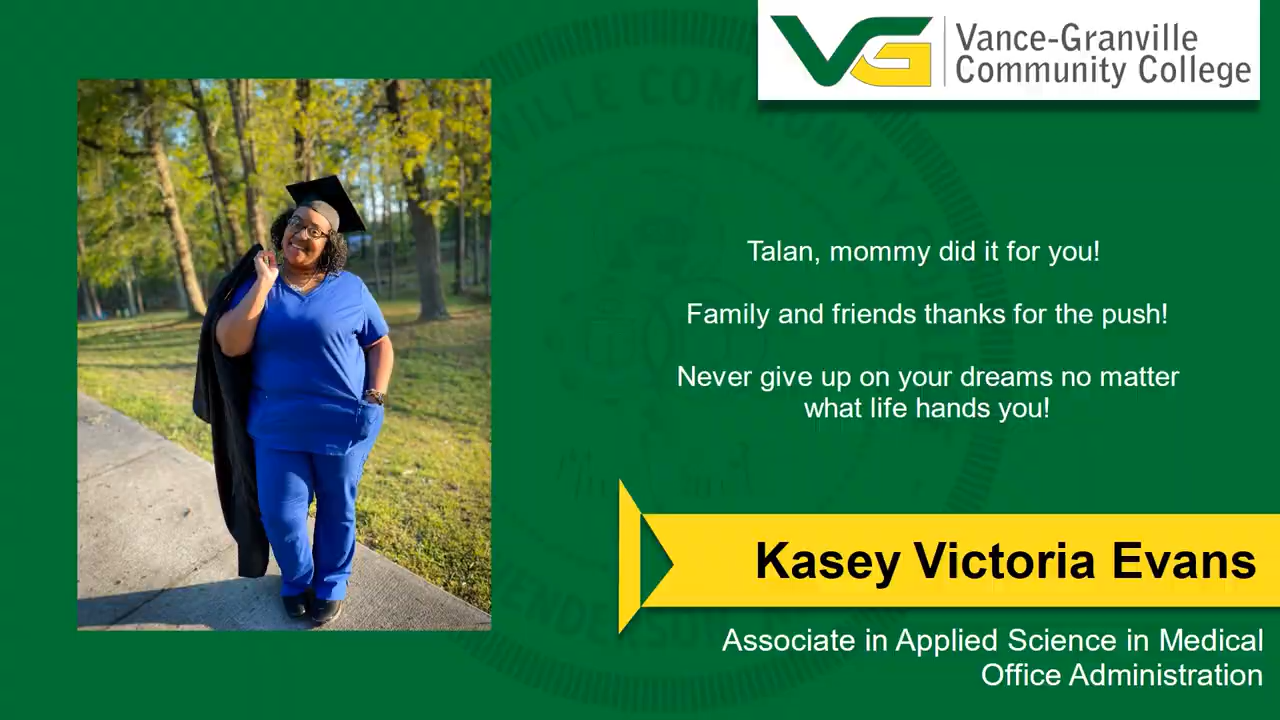 VG
Vance-Granville
Community College
Talan, mommy did it for you!
Family and friends thanks for the push!
Never give up on your dreams no matter
what life hands you!
Kasey Victoria Evans
Associate in Applied Science in Medical
Office Administration